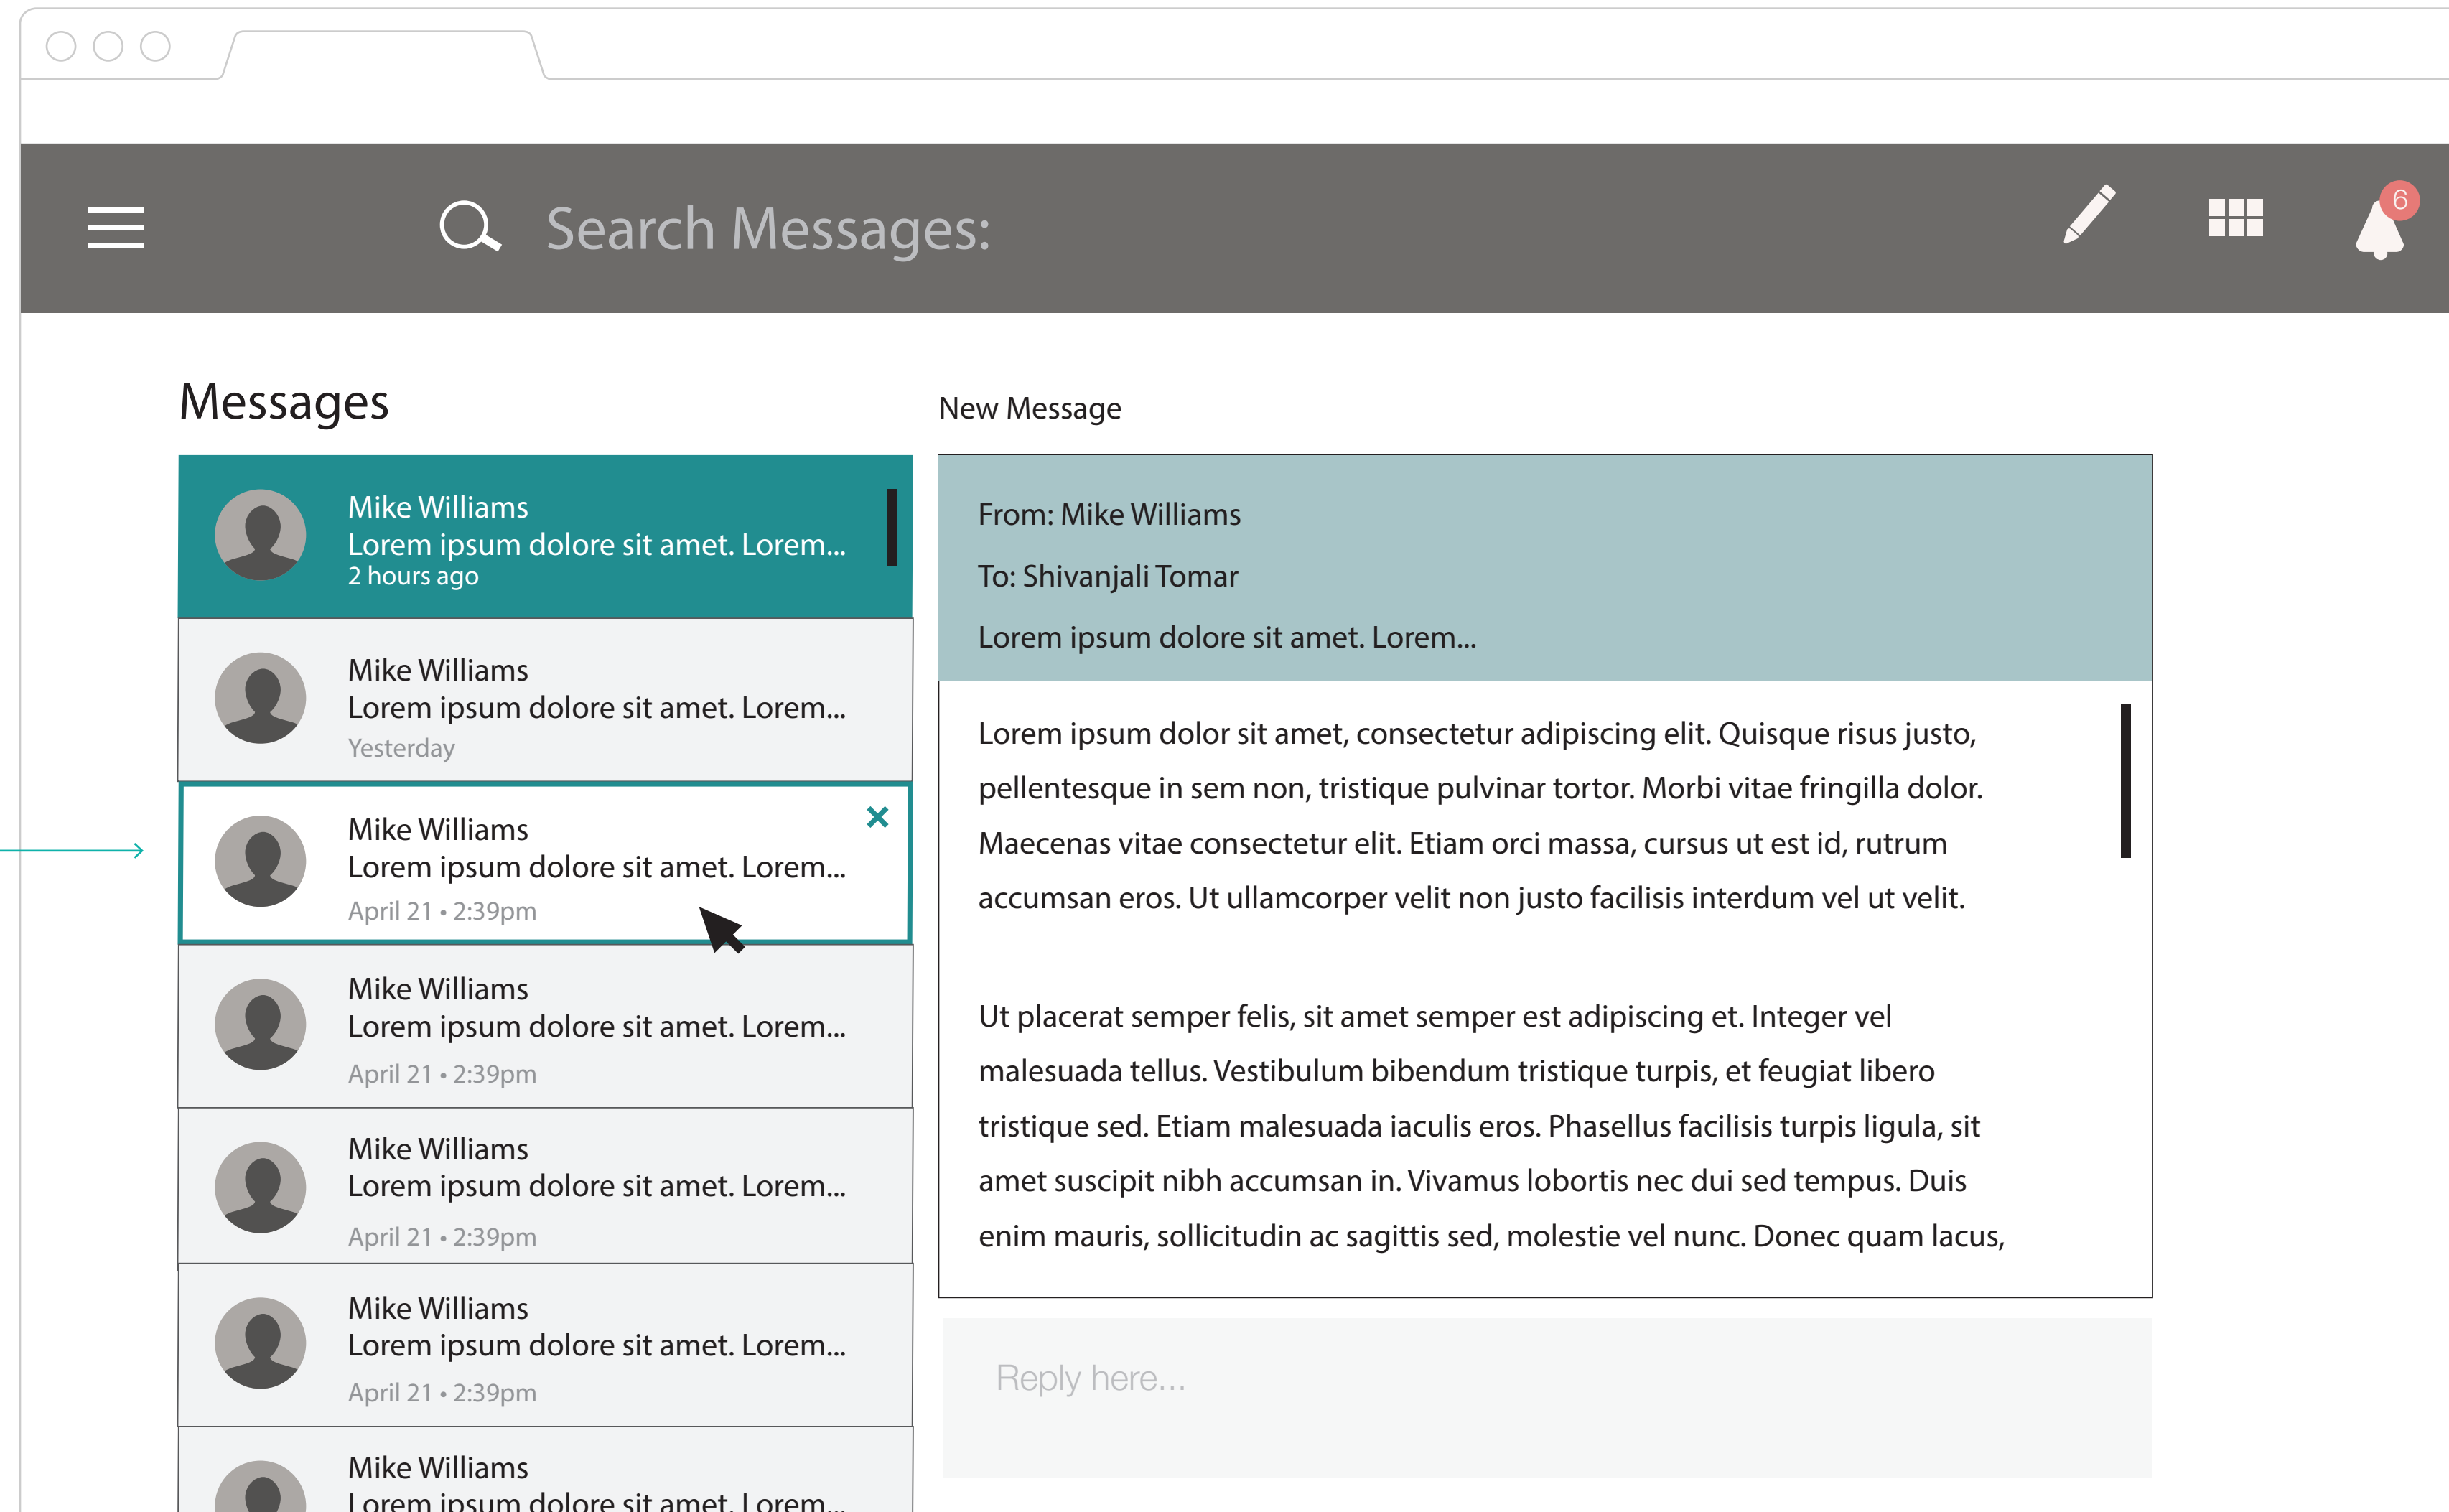 Search Messages:
6
Messages
Mike Williams
Lorem ipsum dolore sit amet. Lorem...
2 hours ago
Mike Williams
Lorem ipsum dolore sit amet. Lorem...
Yesterday
Mike Williams
Lorem ipsum dolore sit amet. Lorem...
April 21 • 2:39pm
Mike Williams
Lorem ipsum dolore sit amet. Lorem...
April 21 • 2:39pm
Mike Williams
Lorem ipsum dolore sit amet. Lorem...
April 21 • 2:39pm
Mike Williams
Lorem ipsum dolore sit amet. Lorem...
April 21 • 2:39pm
Mike Williams
Lorem ipsum dolore sit amet. Lorem...
New Message
From: Mike Williams
To: Shivanjali Tomar
Lorem ipsum dolore sit amet. Lorem...
Lorem ipsum dolor sit amet, consectetur adipiscing elit. Quisque risus justo,
pellentesque in sem non, tristique pulvinar tortor. Morbi vitae fringilla dolor.
Maecenas vitae consectetur elit. Etiam orci massa, cursus ut est id, rutrum
accumsan eros. Ut ullamcorper velit non justo facilisis interdum vel ut velit.
Ut placerat semper felis, sit amet semper est adipiscing et. Integer vel
malesuada tellus. Vestibulum bibendum tristique turpis, et feugiat libero
tristique sed. Etiam malesuada iaculis eros. Phasellus facilisis turpis ligula, sit
amet suscipit nibh accumsan in. Vivamus lobortis nec dui sed tempus. Duis
enim mauris, sollicitudin ac sagittis sed, molestie vel nunc. Donec quam lacus,
Reply here...